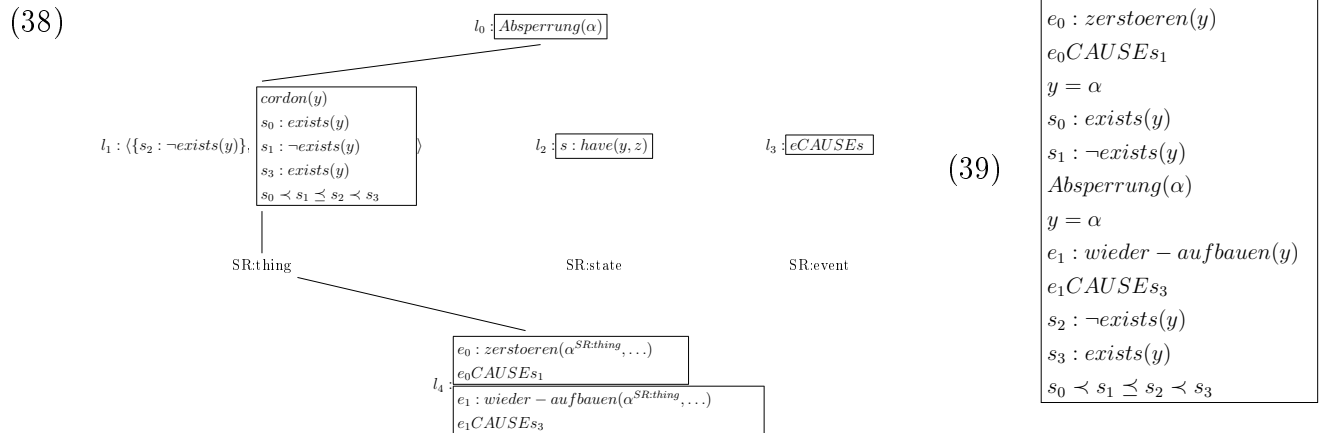 (38)
l₀ : Absperrung(α)
l₁ : ⟨{s₂ : ¬exists(y)},
cordon(y)
s₀ : exists(y)
s₁ : ¬exists(y)
s₃ : exists(y)
s₀ ≺ s₁ ⪯ s₂ ≺ s₃
⟩
l₂ : s : have(y, z)
l₃ : eCAUSEs
SR:thing
SR:state
SR:event
l₄ :
e₀ : zerstoeren(α^SR:thing, …)
e₀CAUSEs₁
e₁ : wieder − aufbauen(α^SR:thing, …)
e₁CAUSEs₃
(39)
e₀ : zerstoeren(y)
e₀CAUSEs₁
y = α
s₀ : exists(y)
s₁ : ¬exists(y)
Absperrung(α)
y = α
e₁ : wieder − aufbauen(y)
e₁CAUSEs₃
s₂ : ¬exists(y)
s₃ : exists(y)
s₀ ≺ s₁ ⪯ s₂ ≺ s₃